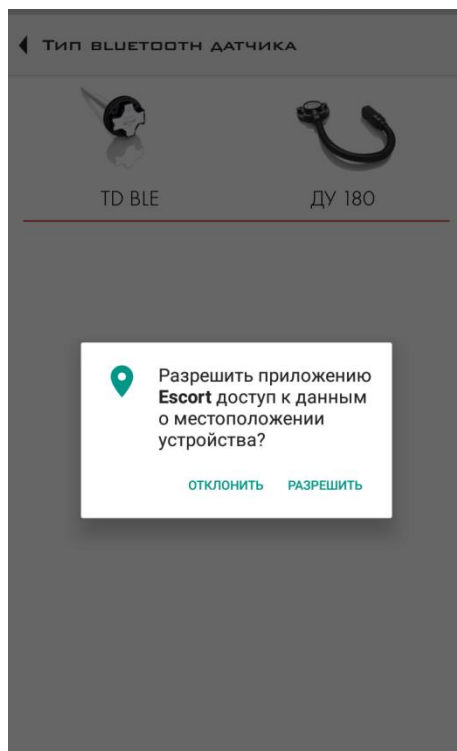 Тип bluetooth датчика
TD BLE
ДУ 180
Разрешить приложению
Escort доступ к данным
о местоположении
устройства?
ОТКЛОНИТЬ РАЗРЕШИТЬ